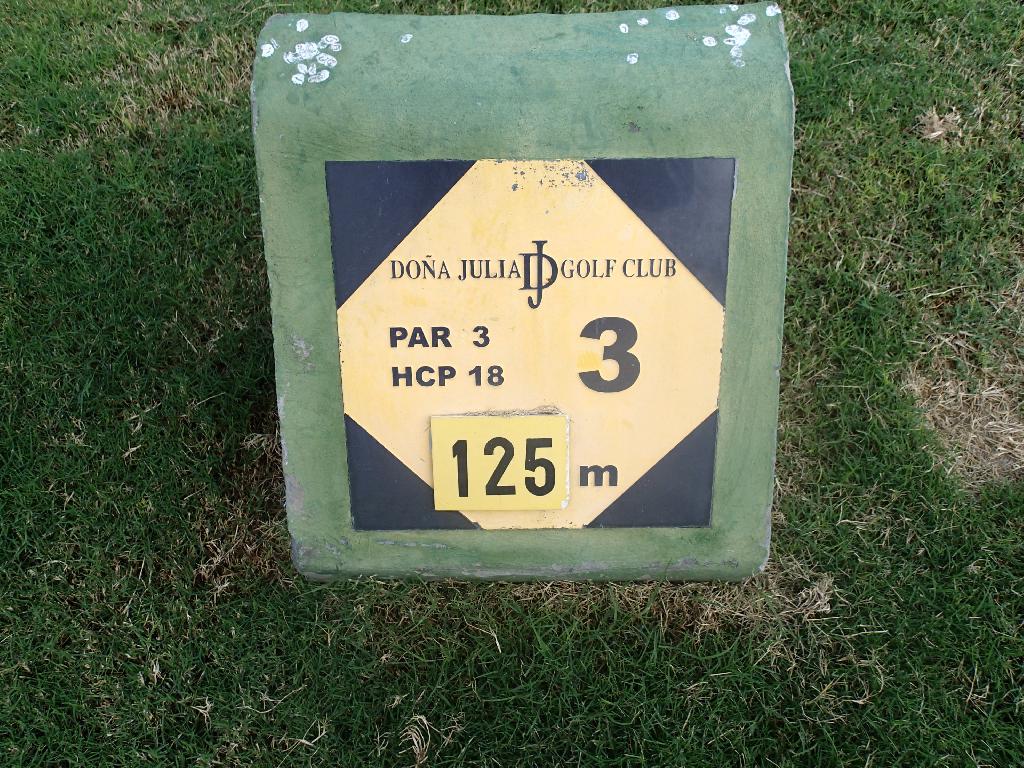 DOÑA JULIA DJ GOLF CLUB
PAR 3
HCP 18
3
125 m